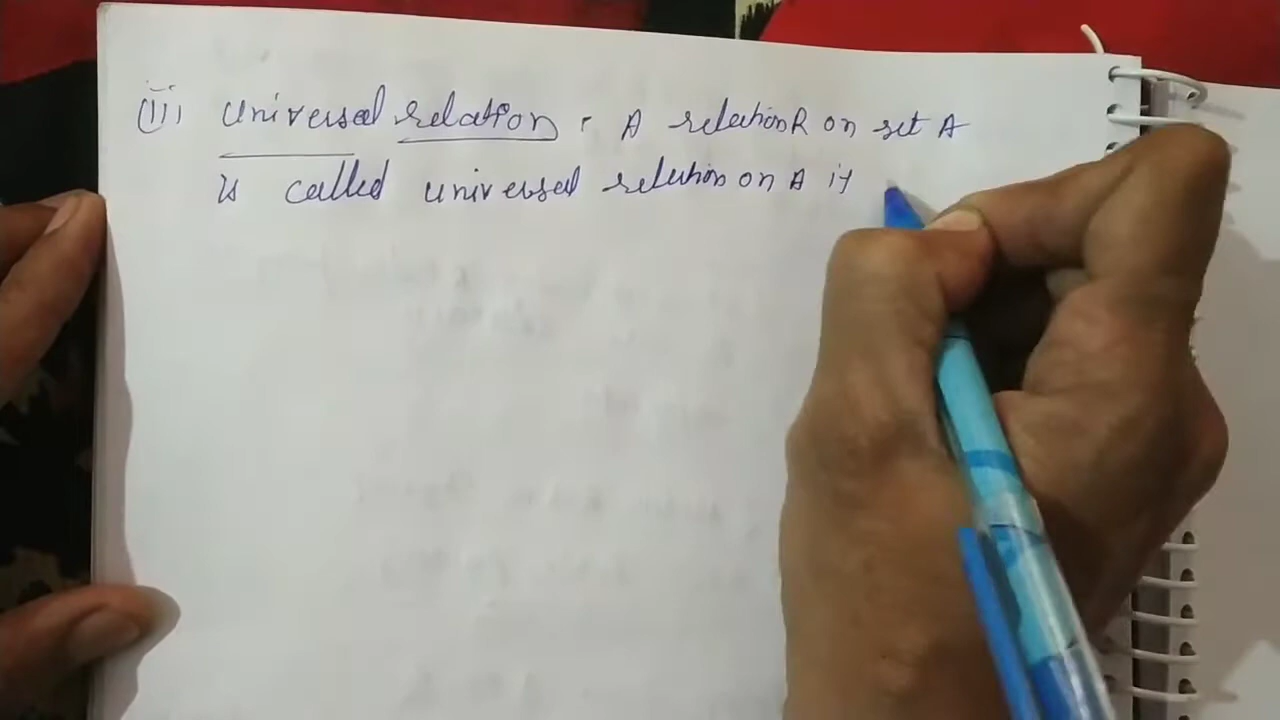 (ii) Universal relation : A relation R on set A
is called universal relation on A if